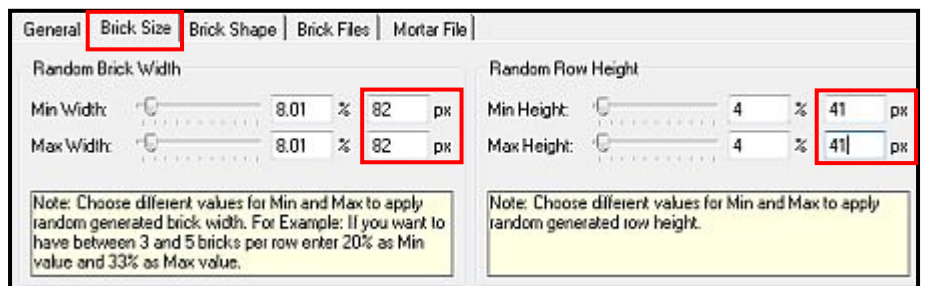 General Brick Size Brick Shape Brick Files Mortar File
Random Brick Width
Min Width: 8.01 % 82 px
Max Width: 8.01 % 82 px
Note: Choose different values for Min and Max to apply
random generated brick width. For Example: If you want to
have between 3 and 5 bricks per row enter 20% as Min
value and 33% as Max value.
Random Row Height
Min Height: 4 % 41 px
Max Height: 4 % 41 px
Note: Choose different values for Min and Max to apply
random generated row height.